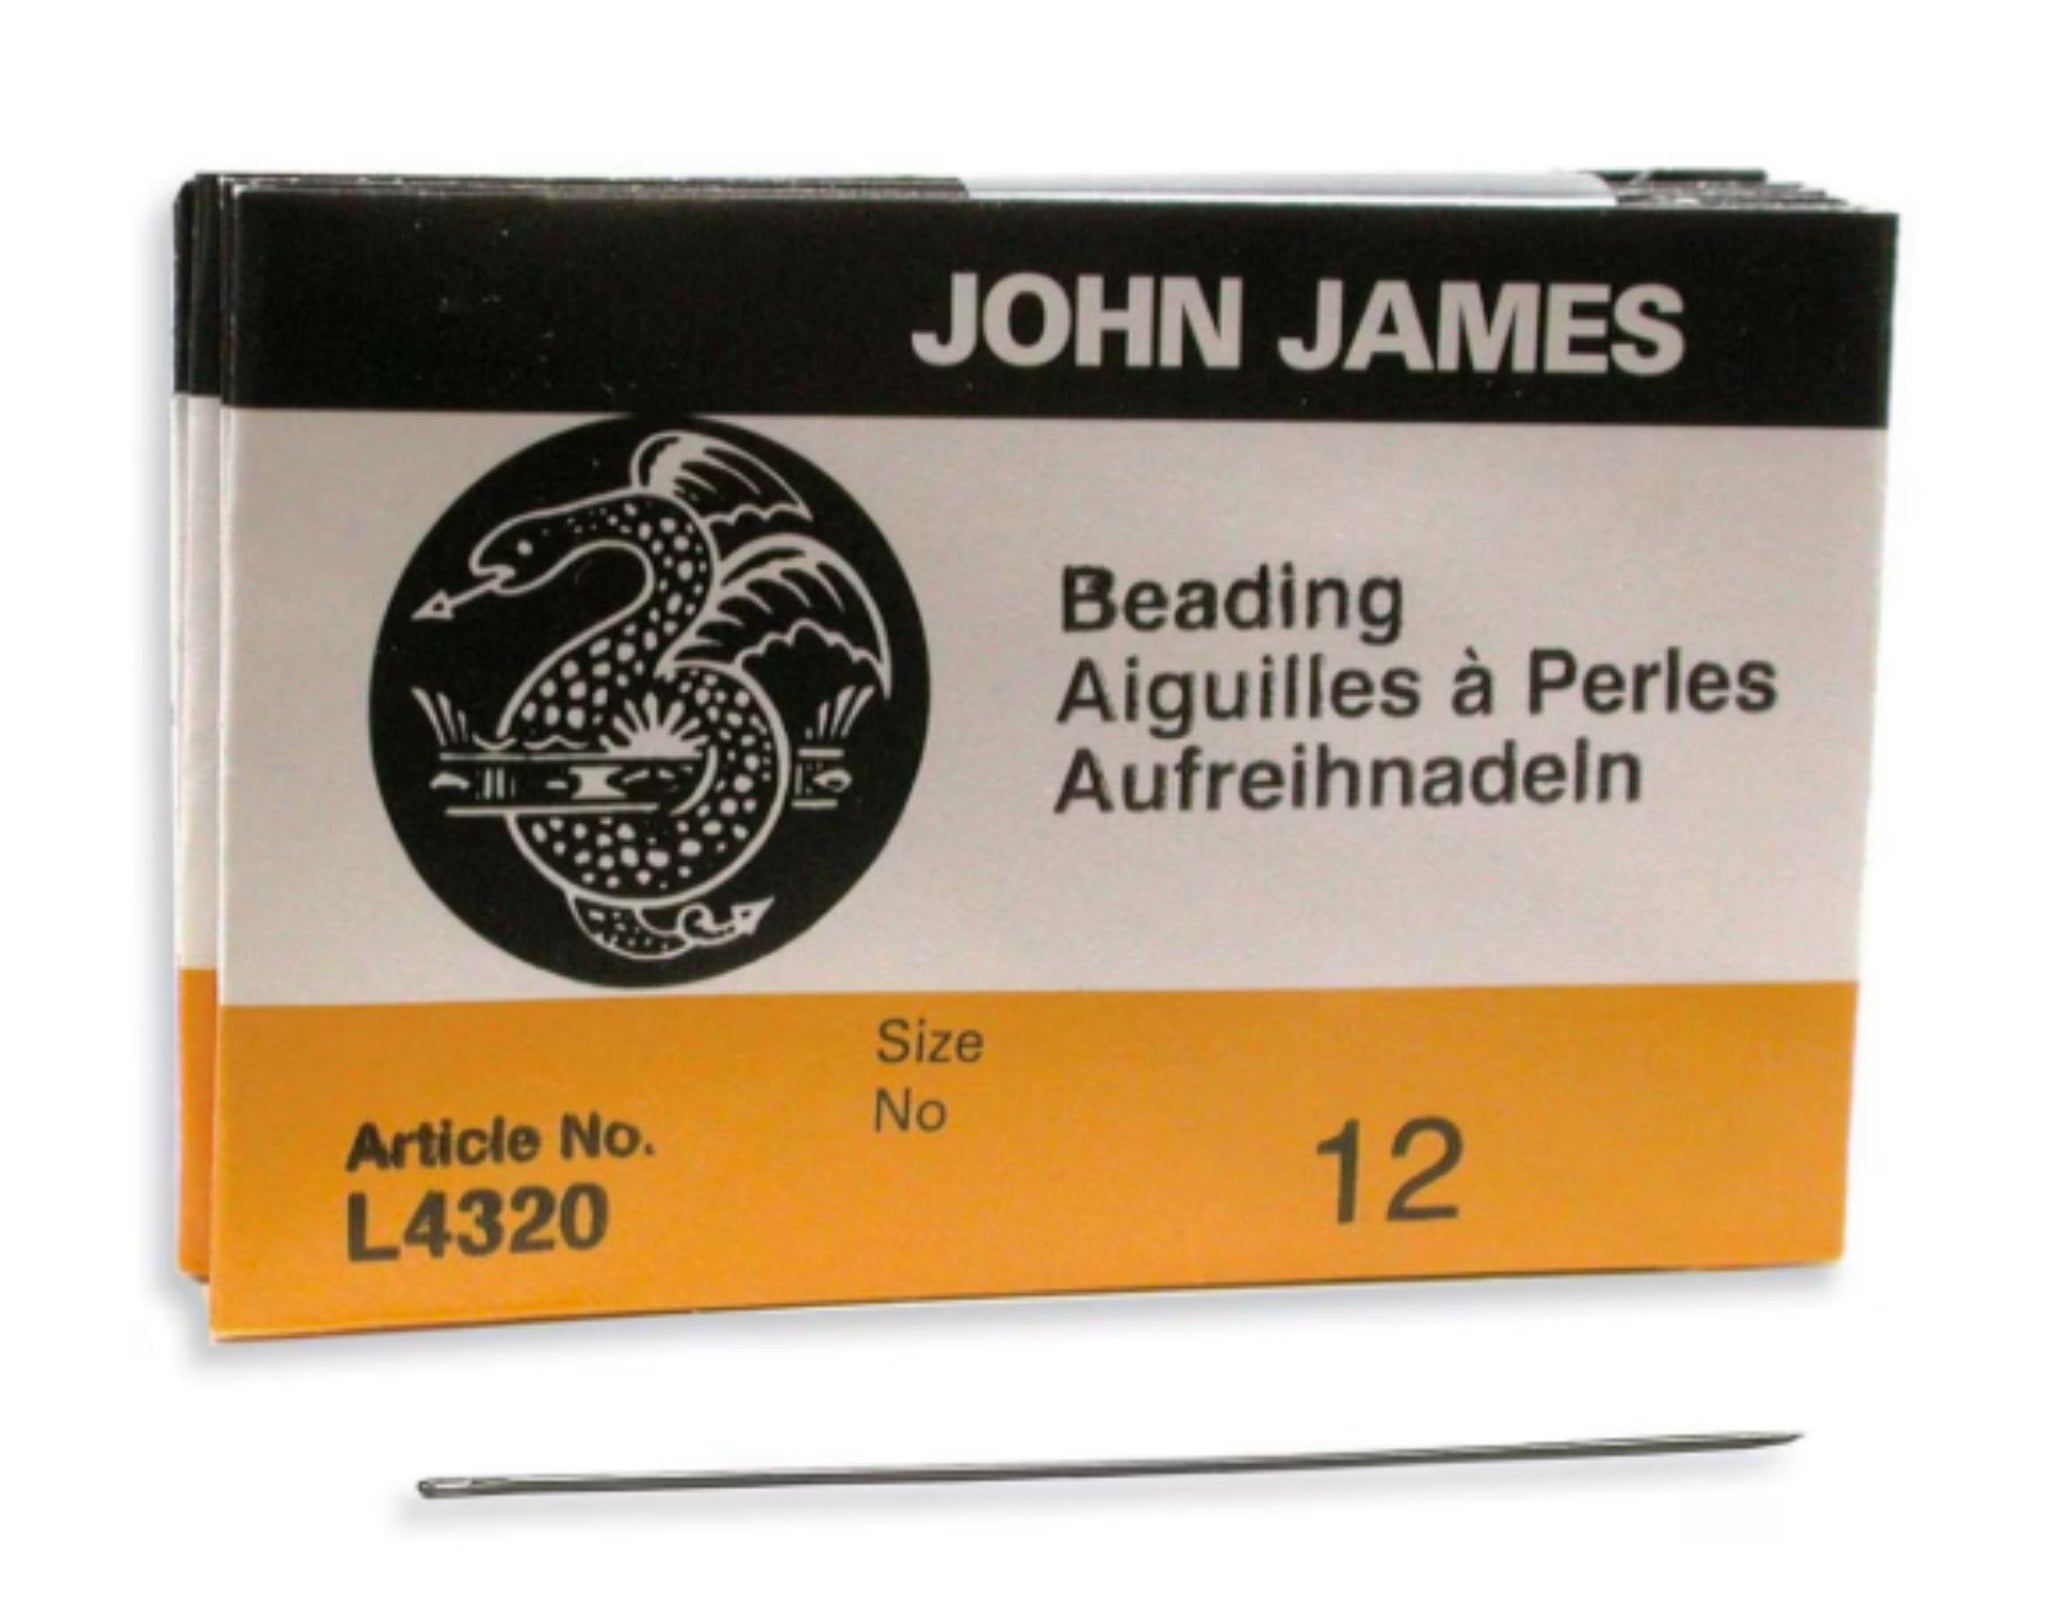 JOHN JAMES
Beading
Aiguilles à Perles
Aufreihnadeln
Size
No
12
Article No.
L4320